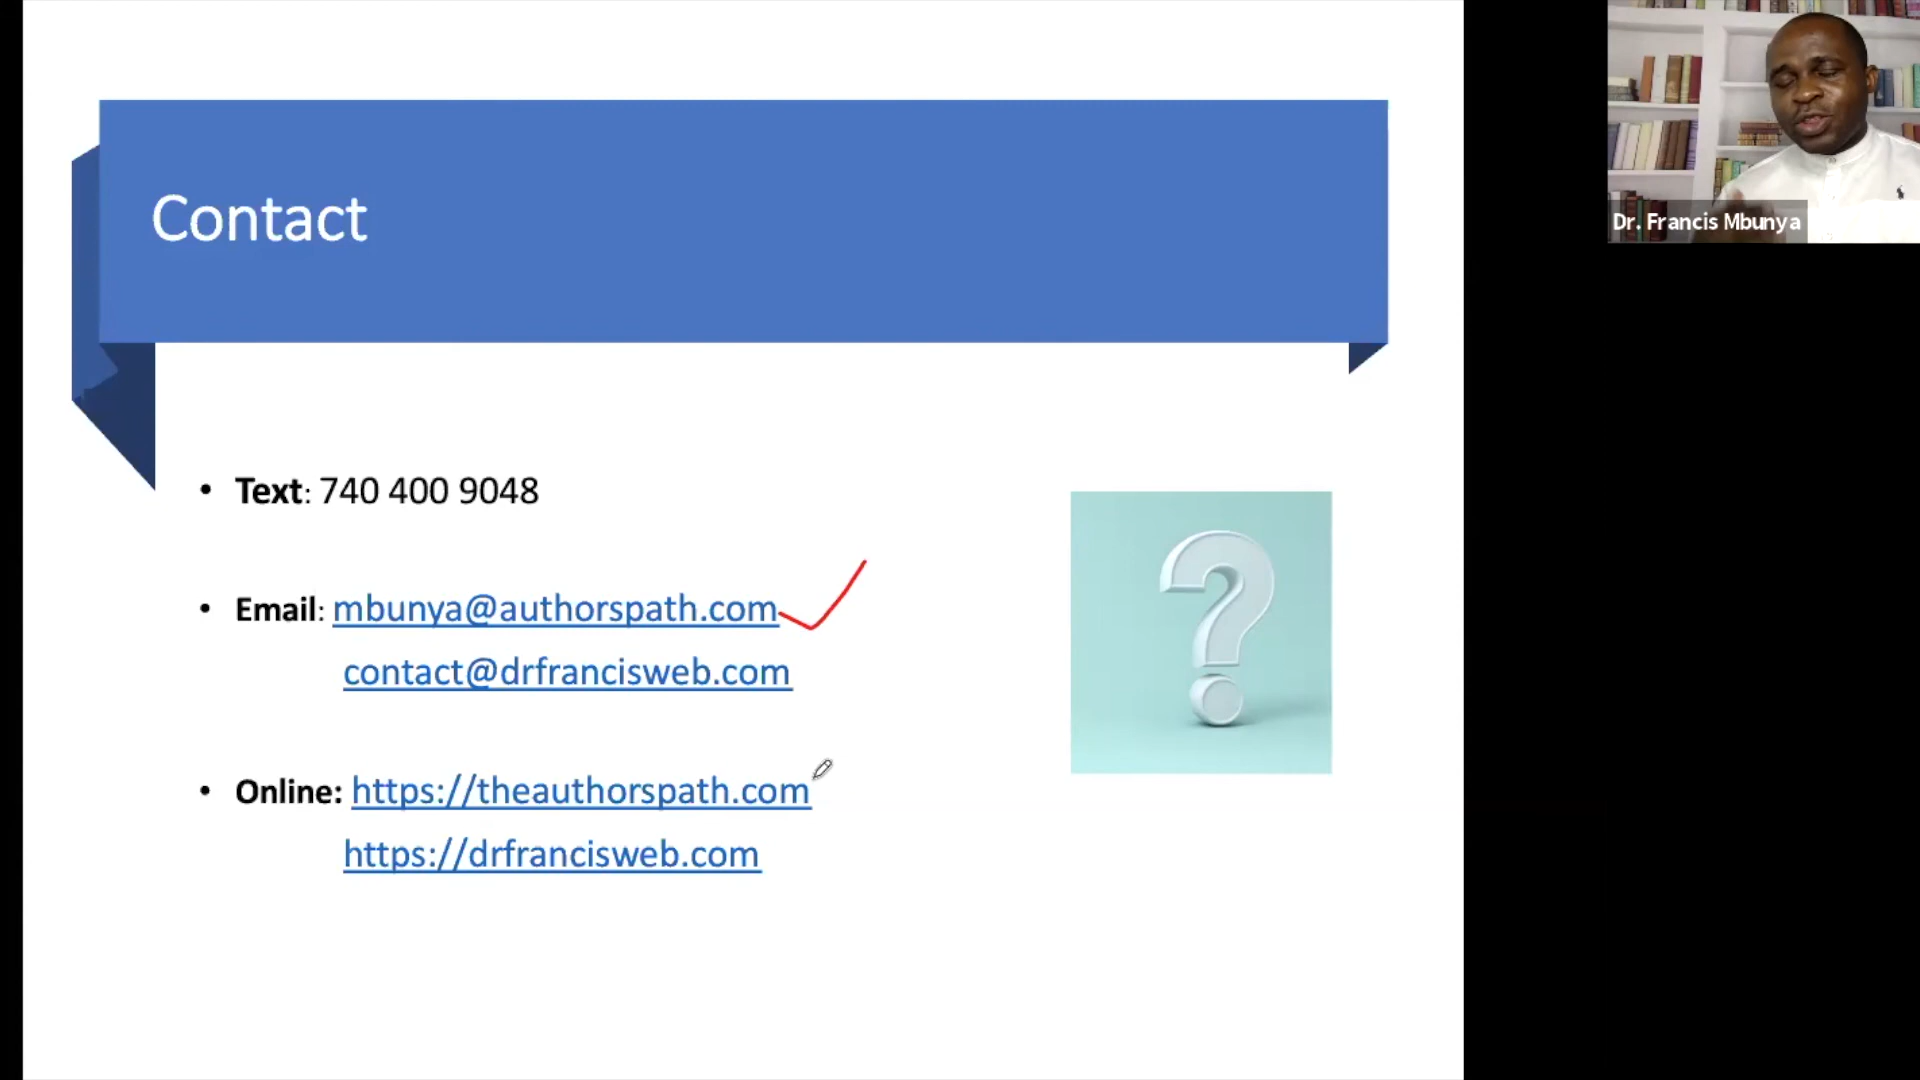 Contact
• Text: 740 400 9048
• Email: mbunya@authorspath.com
contact@drfrancisweb.com
• Online: https://theauthorspath.com
https://drfrancisweb.com
Dr. Francis Mbunya